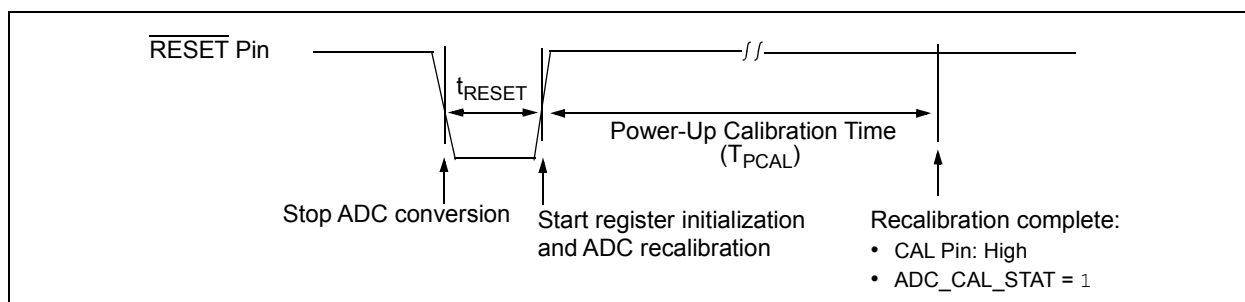 RESET Pin
tRESET
Power-Up Calibration Time
(TPCAL)
Stop ADC conversion
Start register initialization
and ADC recalibration
Recalibration complete:
• CAL Pin: High
• ADC_CAL_STAT = 1